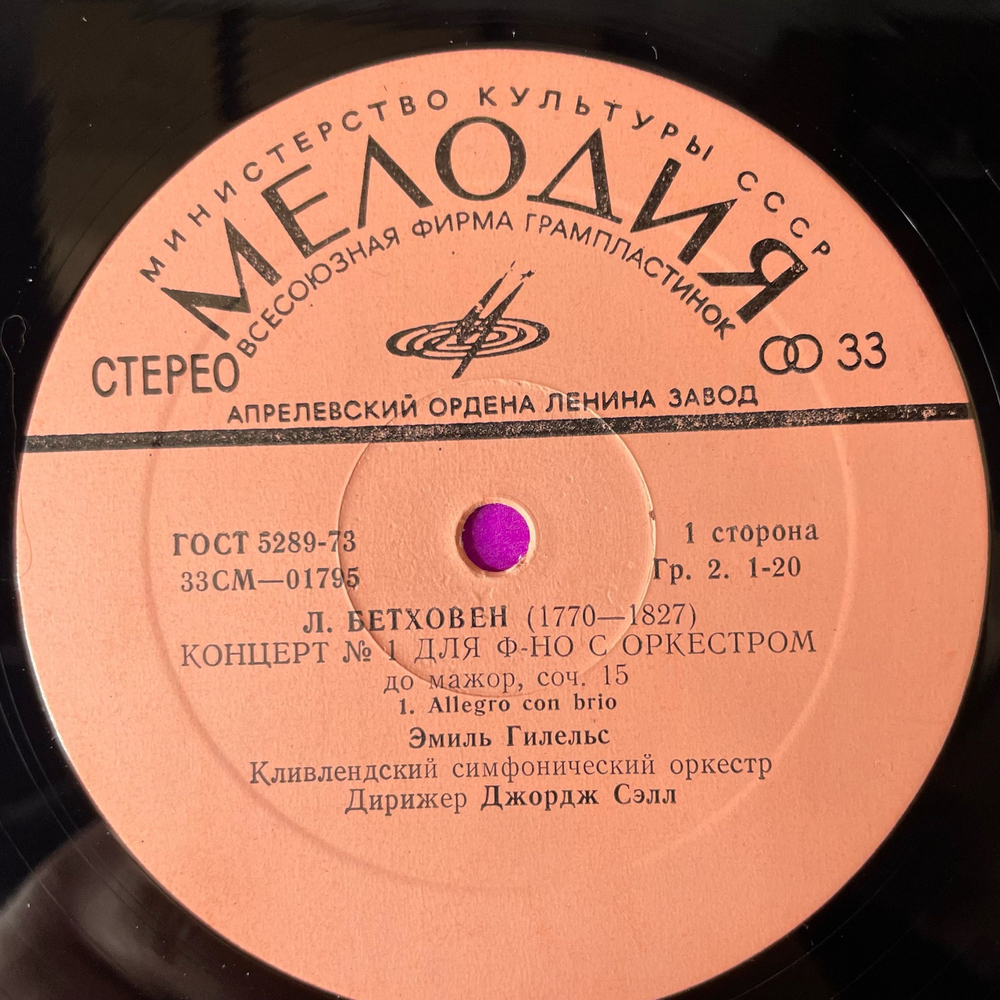 МИНИСТЕРСТВО КУЛЬТУРЫ СССР
МЕЛОДИЯ
ВСЕСОЮЗНАЯ ФИРМА ГРАМПЛАСТИНОК
СТЕРЕО
33
АПРЕЛЕВСКИЙ ОРДЕНА ЛЕНИНА ЗАВОД
ГОСТ 5289-73
1 сторона
33СМ—01795
Гр. 2. 1-20
Л. БЕТХОВЕН (1770—1827)
КОНЦЕРТ № 1 ДЛЯ Ф-НО С ОРКЕСТРОМ
до мажор, соч. 15
1. Allegro con brio
Эмиль Гилельс
Кливлендский симфонический оркестр
Дирижер Джордж Сэлл